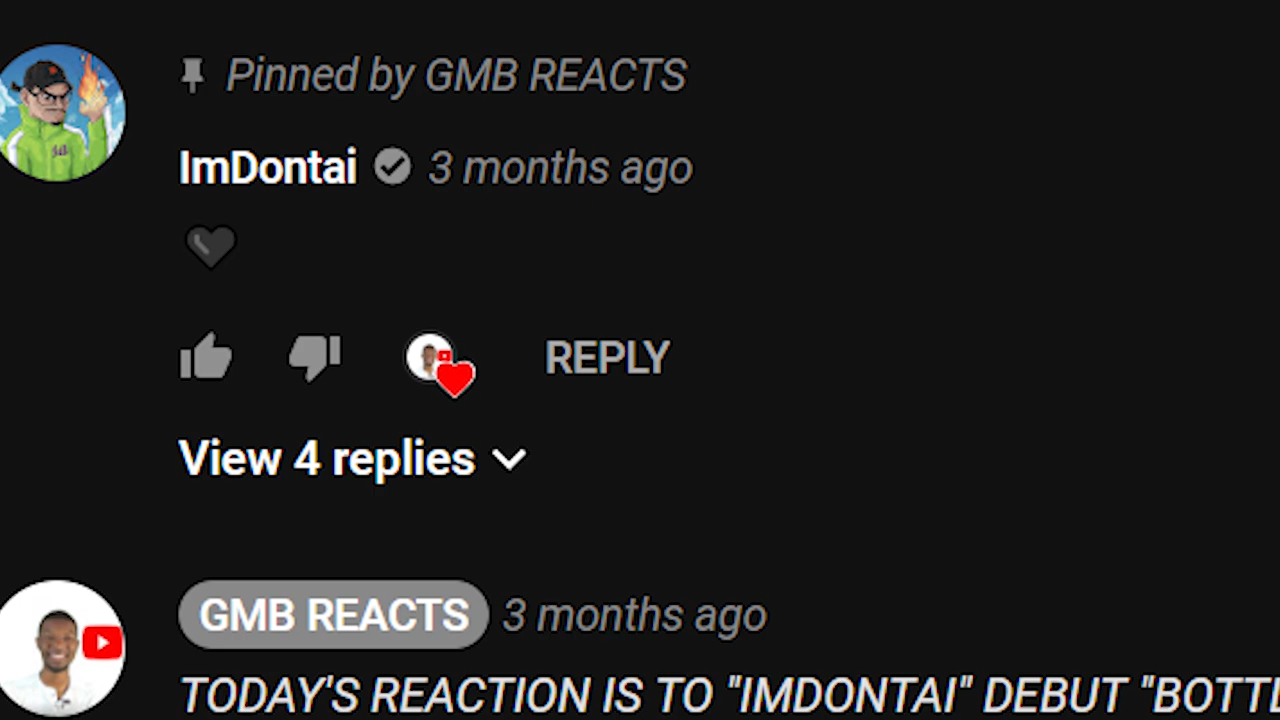 Pinned by GMB REACTS
ImDontai 3 months ago
REPLY
View 4 replies
GMB REACTS 3 months ago
TODAY'S REACTION IS TO "IMDONTAI" DEBUT